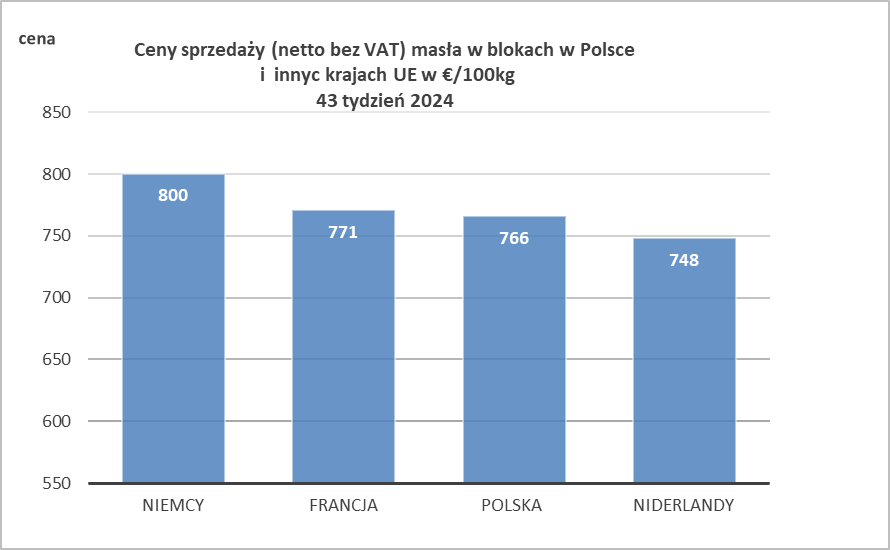 cena
Ceny sprzedaży (netto bez VAT) masła w blokach w Polsce
i innyc krajach UE w €/100kg
43 tydzień 2024
850
800
750
700
650
600
550
800
771
766
748
NIEMCY
FRANCJA
POLSKA
NIDERLANDY